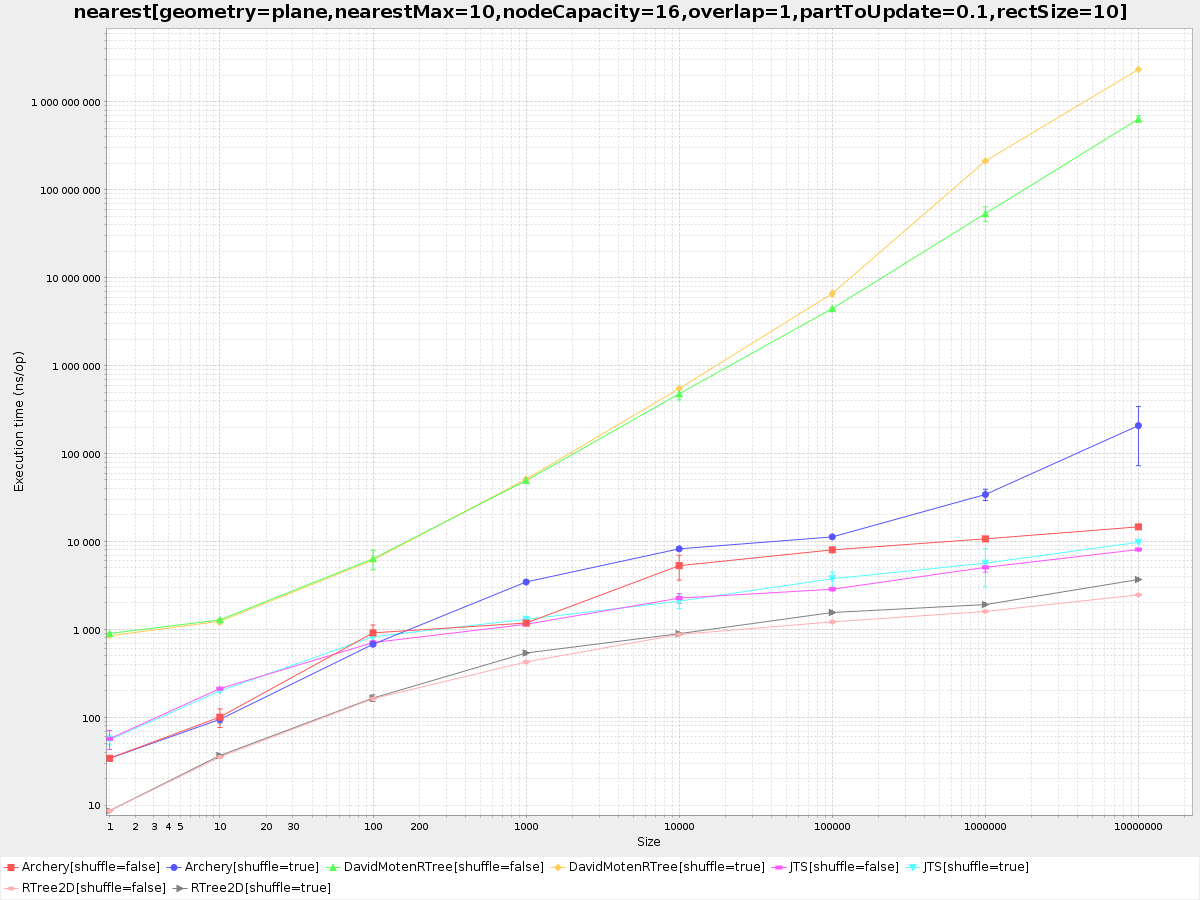 nearest[geometry=plane,nearestMax=10,nodeCapacity=16,overlap=1,partToUpdate=0.1,rectSize=10]
Execution time (ns/op)
1 000 000 000
100 000 000
10 000 000
1 000 000
100 000
10 000
1 000
100
10
1 2 3 4 5 10 20 30 100 200 1000 10000 100000 1000000 10000000
Size
Archery[shuffle=false] Archery[shuffle=true] DavidMotenRTree[shuffle=false] DavidMotenRTree[shuffle=true] JTS[shuffle=false] JTS[shuffle=true]
RTree2D[shuffle=false] RTree2D[shuffle=true]